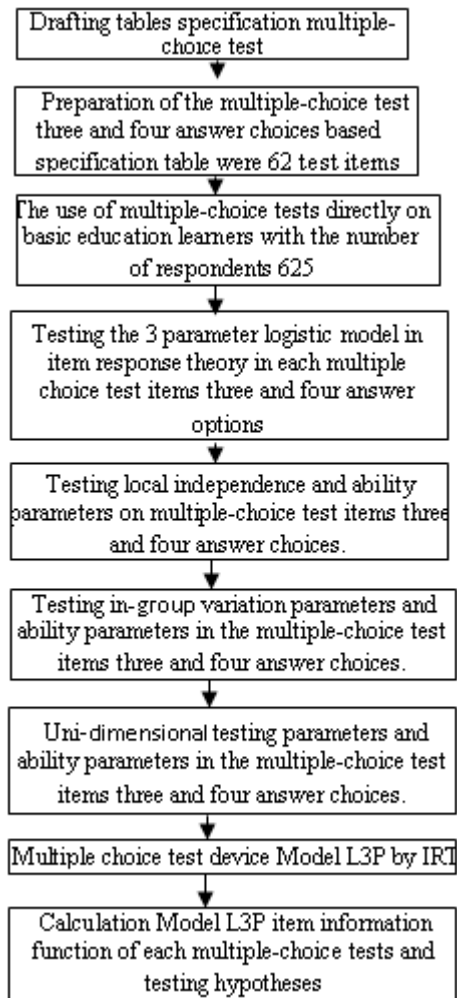 Drafting tables specification multiple-
choice test
Preparation of the multiple-choice test
three and four answer choices based
specification table were 62 test items
The use of multiple-choice tests directly on
basic education learners with the number
of respondents 625
Testing the 3 parameter logistic model in
item response theory in each multiple
choice test items three and four answer
options
Testing local independence and ability
parameters on multiple-choice test items three
and four answer choices.
Testing in-group variation parameters and
ability parameters in the multiple-choice test
items three and four answer choices.
Uni-dimensional testing parameters and
ability parameters in the multiple-choice test
items three and four answer choices.
Multiple choice test device Model L3P by IRT
Calculation Model L3P item information
function of each multiple-choice tests and
testing hypotheses